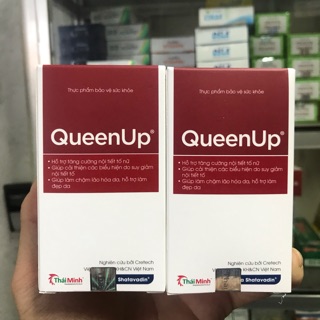 Thực phẩm bảo vệ sức khỏe
QueenUp®
• Hỗ trợ tăng cường nội tiết tố nữ
• Giúp cải thiện các biểu hiện do suy giảm
nội tiết tố
• Giúp làm chậm lão hóa da, hỗ trợ làm
đẹp da
Nghiên cứu bởi Cretech
KH&CN Việt Nam
Thái Minh
Shatavadin
Thực phẩm bảo vệ sức khỏe
QueenUp®
• Hỗ trợ tăng cường nội tiết tố nữ
• Giúp cải thiện các biểu hiện do suy giảm
nội tiết tố
• Giúp làm chậm lão hóa da, hỗ trợ làm
đẹp da
Nghiên cứu bởi Cretech
KH&CN Việt Nam
Thái Minh
Shatavadin